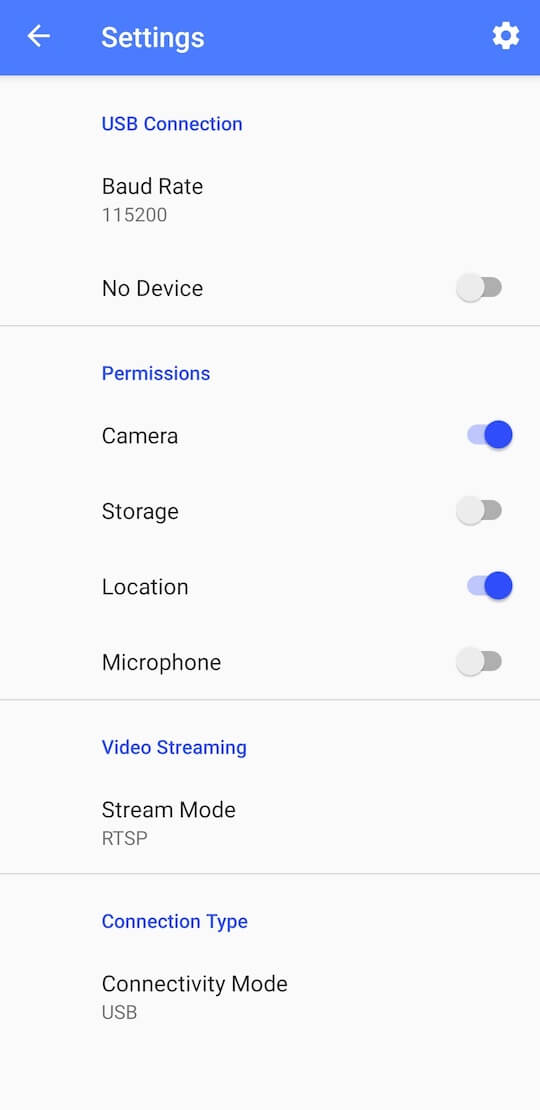 Settings
USB Connection
Baud Rate
115200
No Device
Permissions
Camera
Storage
Location
Microphone
Video Streaming
Stream Mode
RTSP
Connection Type
Connectivity Mode
USB